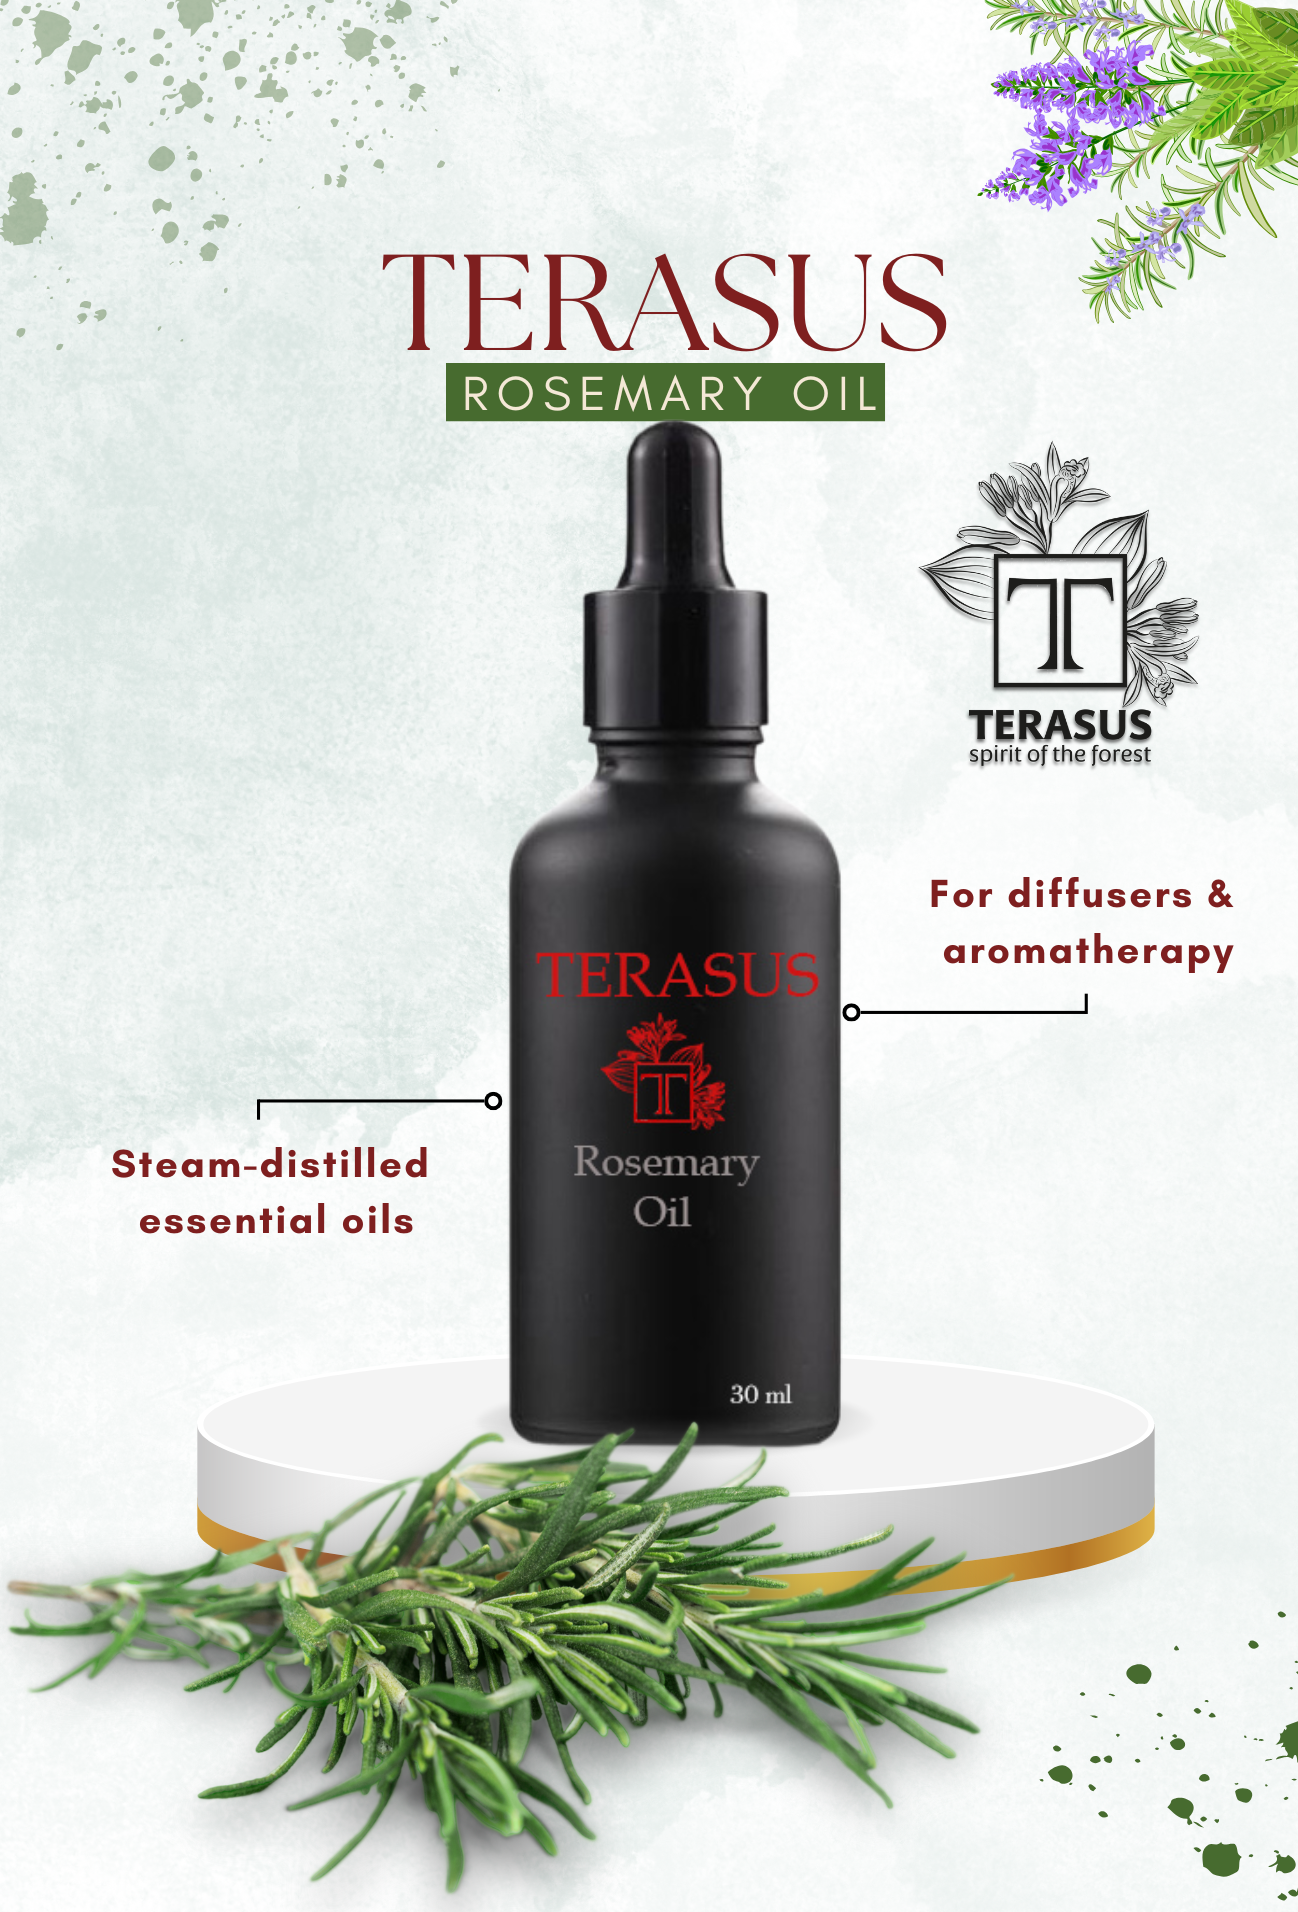 TERASUS
ROSEMARY OIL
T
TERASUS
spirit of the forest
For diffusers &
aromatherapy
TERASUS
T
Rosemary
Oil
Steam-distilled
essential oils
30 ml